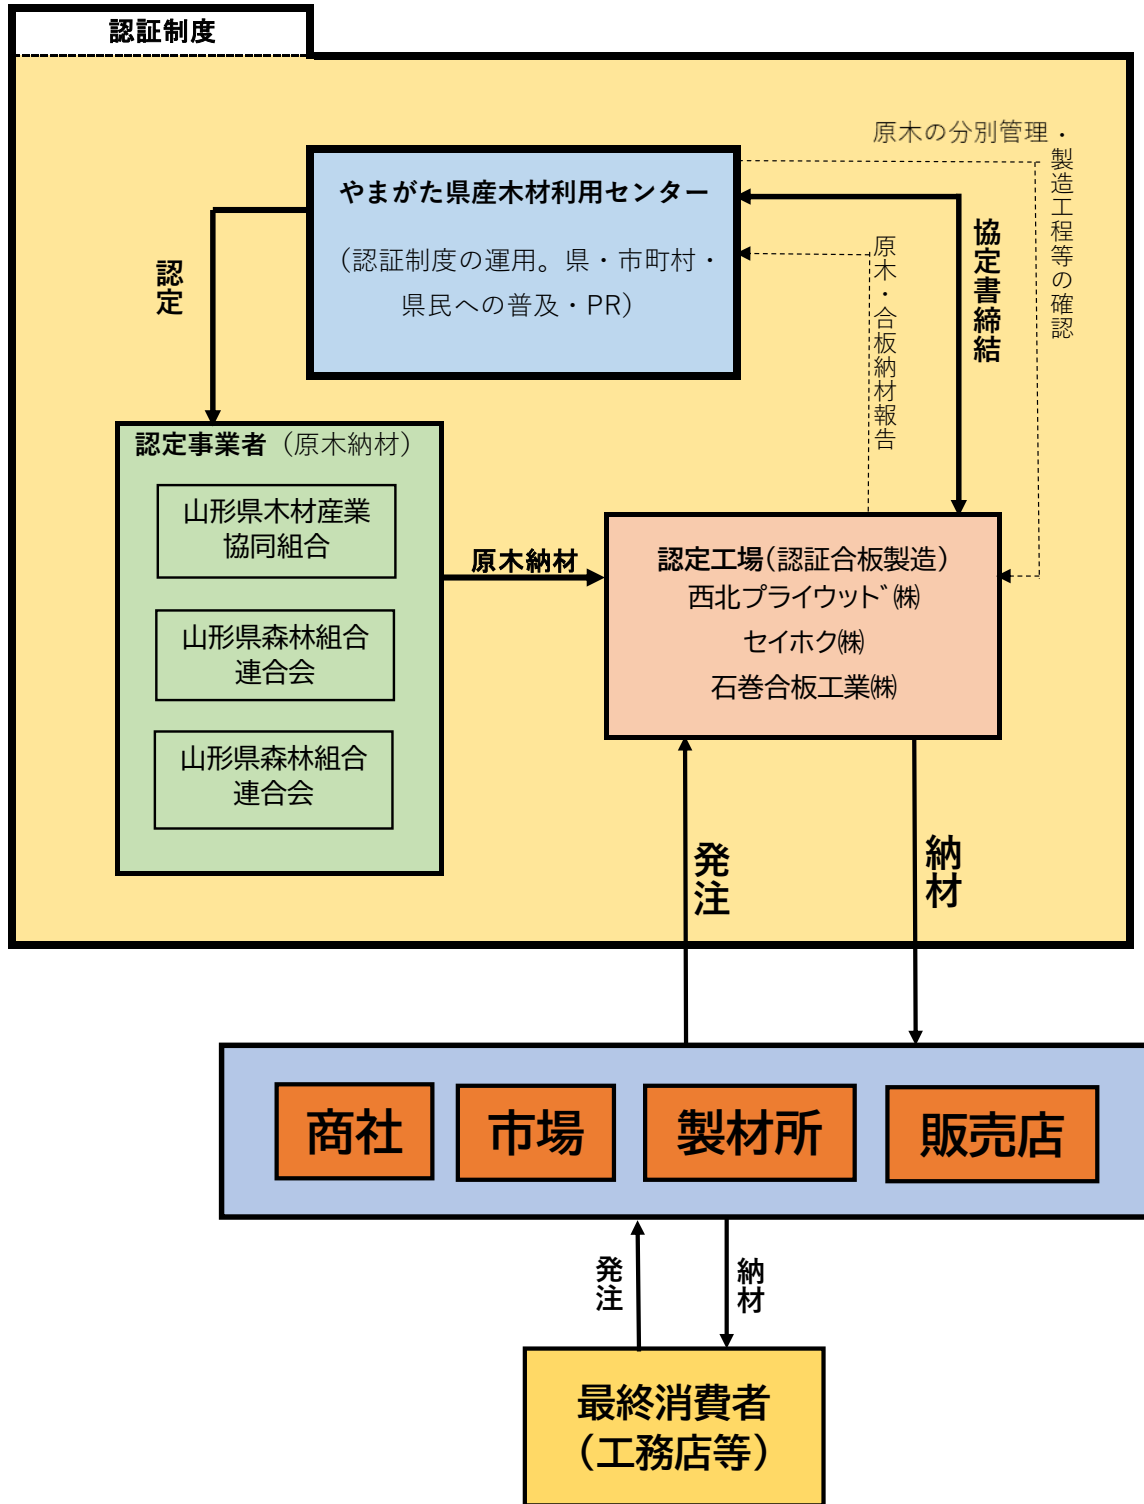 認証制度
原木の分別管理・
製造工程等の確認
やまがた県産木材利用センター
（認証制度の運用。県・市町村・
県民への普及・PR）
認定
協定書締結
原木・合板納材報告
認定事業者（原木納材）
山形県木材産業
協同組合
山形県森林組合
連合会
山形県森林組合
連合会
原木納材
認定工場（認証合板製造）
西北プライウッド㈱
セイホク㈱
石巻合板工業㈱
発注
納材
商社
市場
製材所
販売店
発注
納材
最終消費者
（工務店等）